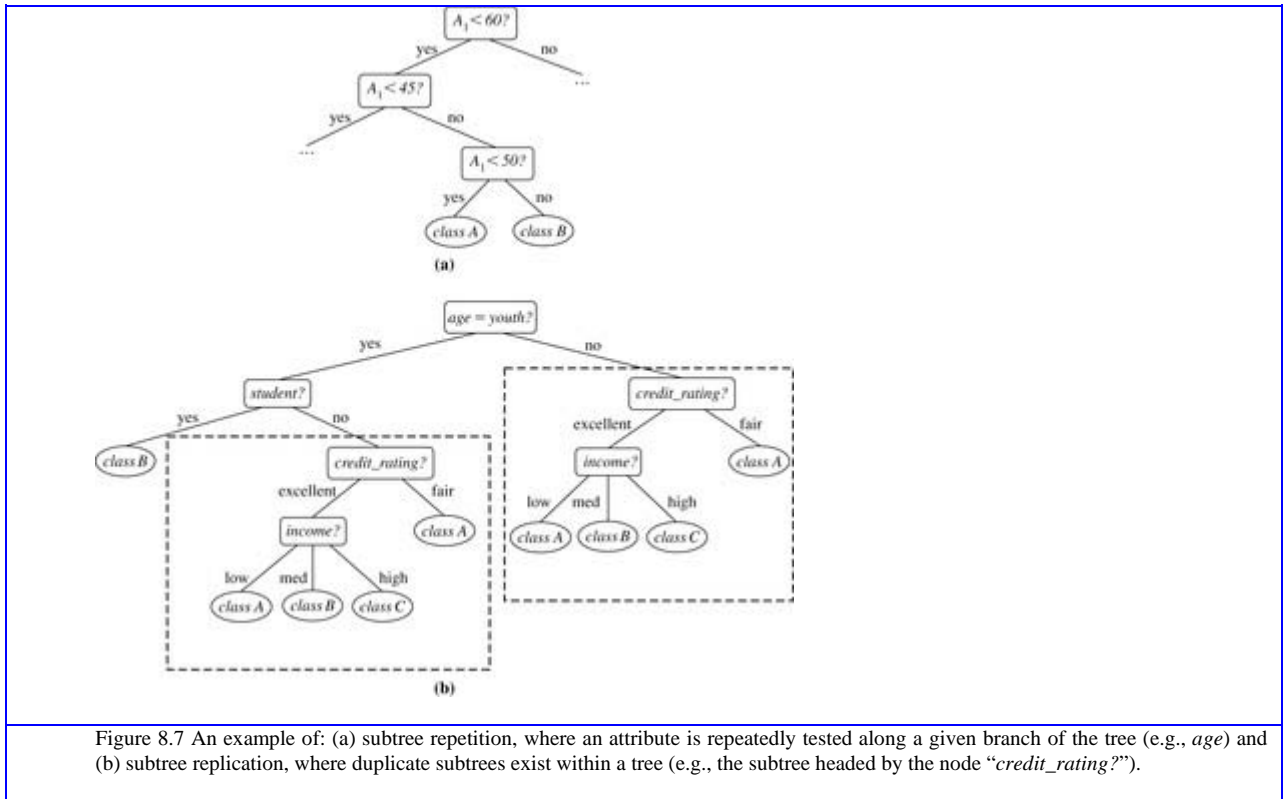 A1 < 60?
yes
no
...
A1 < 45?
yes
no
...
A1 < 50?
yes
no
class A
class B
(a)
age = youth?
yes
no
student?
yes
no
class B
credit_rating?
excellent
fair
income?
class A
low
med
high
class A
class B
class C
credit_rating?
excellent
fair
income?
class A
low
med
high
class A
class B
class C
(b)
Figure 8.7 An example of: (a) subtree repetition, where an attribute is repeatedly tested along a given branch of the tree (e.g., age) and
(b) subtree replication, where duplicate subtrees exist within a tree (e.g., the subtree headed by the node “credit_rating?”).